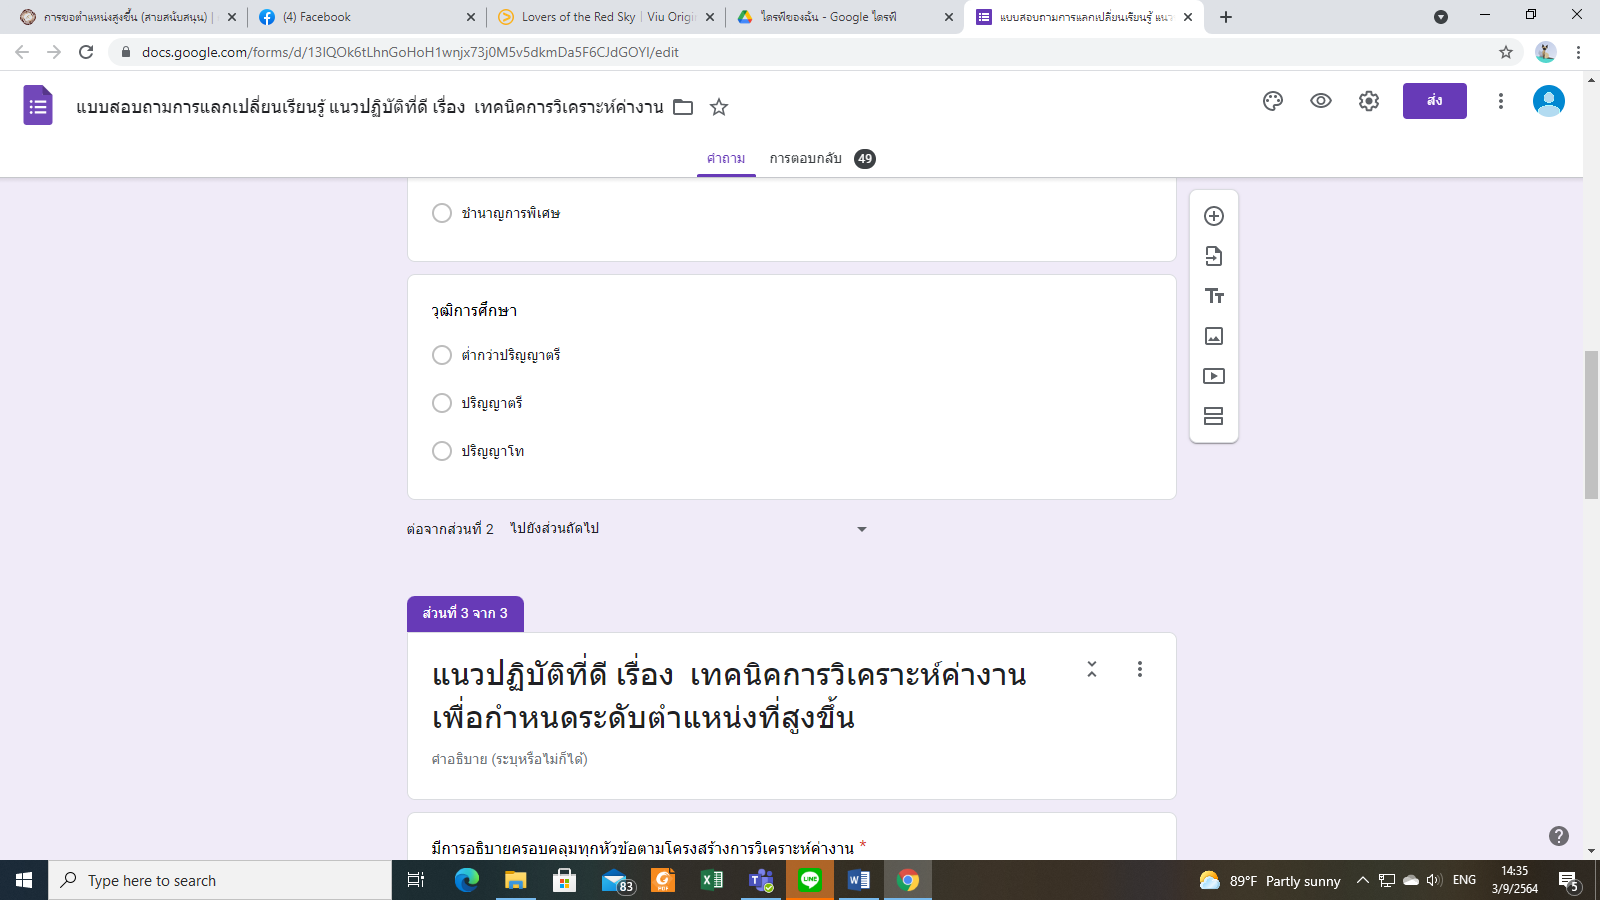 การขอตำแหน่งสูงขึ้น (สายสนับสนุน) |
(4) Facebook
Lovers of the Red Sky | Viu Origi
ไดรฟ์ของฉัน - Google ไดรฟ์
แบบสอบถามการแลกเปลี่ยนเรียนรู้ แนว
docs.google.com/forms/d/13IQOk6tLhnGoHoH1wnjx73j0M5v5dkmDa5F6CJdGOYI/edit
แบบสอบถามการแลกเปลี่ยนเรียนรู้ แนวปฏิบัติที่ดี เรื่อง  เทคนิคการวิเคราะห์ค่างาน
ส่ง
คำถาม
การตอบกลับ 49
ชำนาญการพิเศษ
วุฒิการศึกษา
ต่ำกว่าปริญญาตรี
ปริญญาตรี
ปริญญาโท
ต่อจากส่วนที่ 2 ไปยังส่วนถัดไป
ส่วนที่ 3 จาก 3
แนวปฏิบัติที่ดี เรื่อง  เทคนิคการวิเคราะห์ค่างาน
เพื่อกำหนดระดับตำแหน่งที่สูงขึ้น
คำอธิบาย (ระบุหรือไม่ก็ได้)
มีการอธิบายครอบคลุมทุกหัวข้อตามโครงสร้างการวิเคราะห์ค่างาน *
Type here to search
83
89°F Partly sunny
ENG
14:35
3/9/2564
5